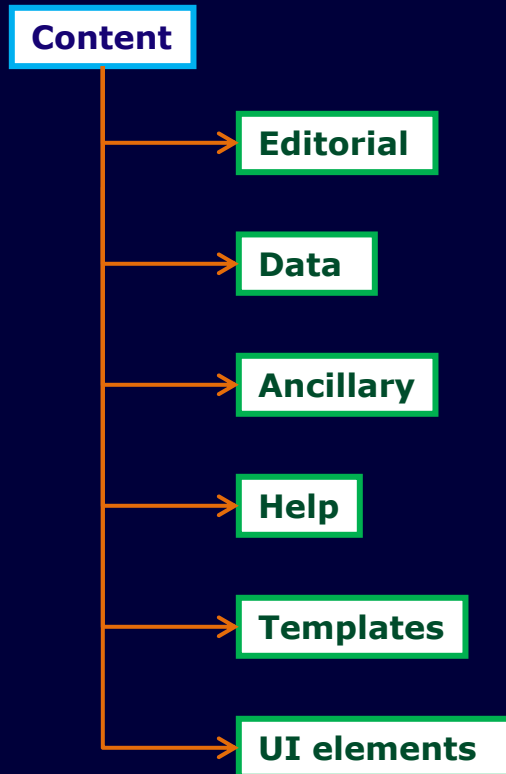 Content
Editorial
Data
Ancillary
Help
Templates
UI elements